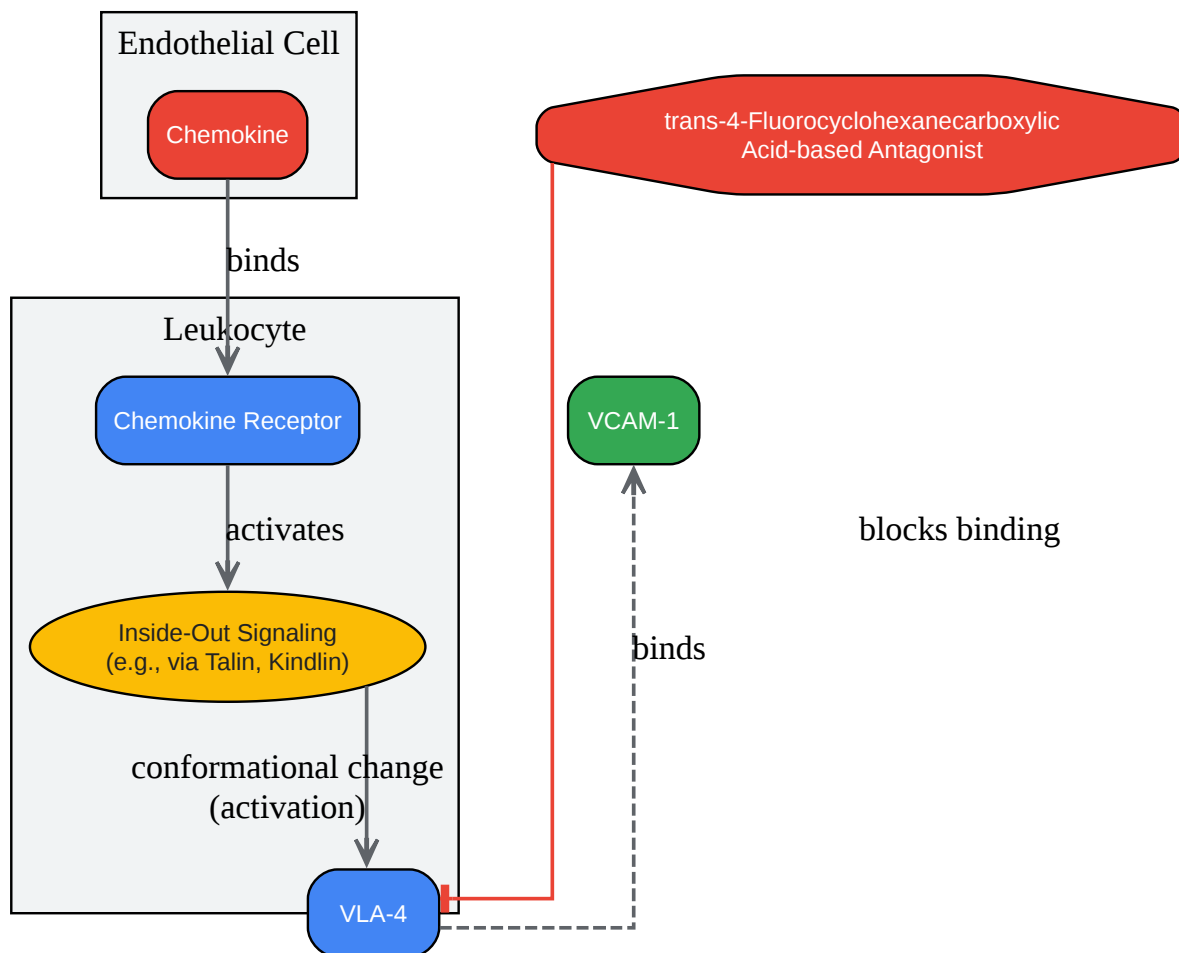 Endothelial Cell
Chemokine
trans-4-Fluorocyclohexanecarboxylic
Acid-based Antagonist
binds
Leukocyte
Chemokine Receptor
VCAM-1
activates
blocks binding
Inside-Out Signaling
(e.g., via Talin, Kindlin)
binds
conformational change
(activation)
VLA-4